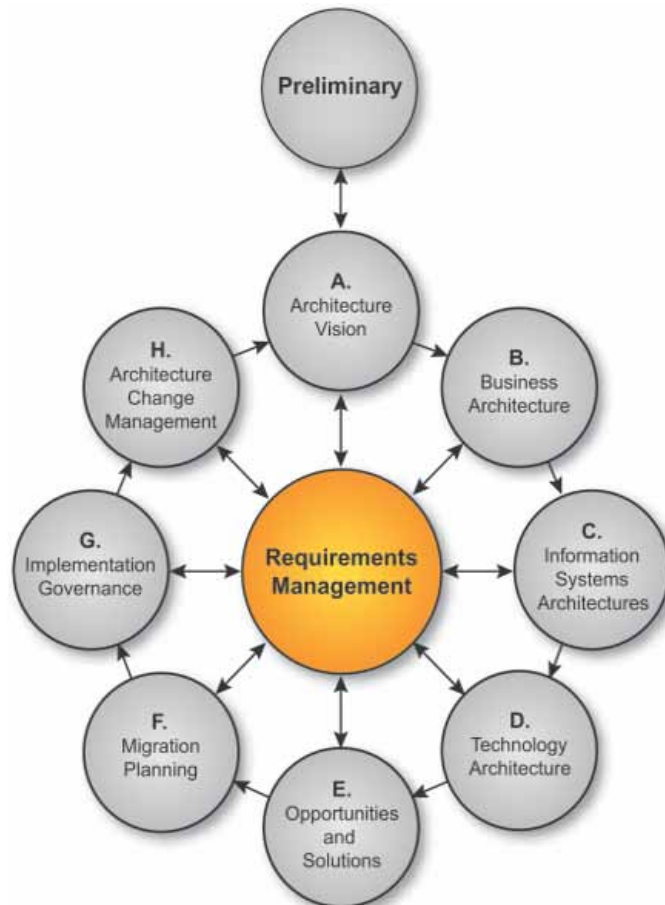 Preliminary
A.
Architecture
Vision
B.
Business
Architecture
C.
Information
Systems
Architectures
D.
Technology
Architecture
E.
Opportunities
and
Solutions
F.
Migration
Planning
G.
Implementation
Governance
H.
Architecture
Change
Management
Requirements
Management